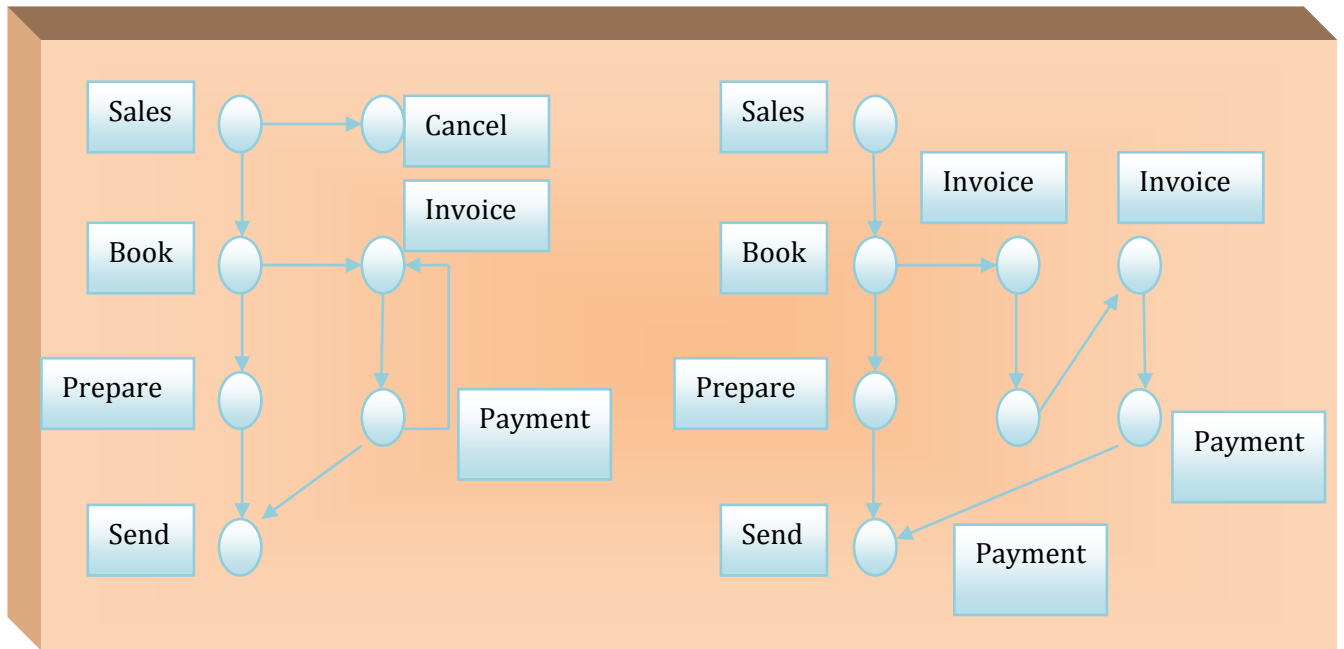 Sales
Cancel
Invoice
Book
Prepare
Payment
Send
Sales
Invoice
Invoice
Book
Prepare
Payment
Send
Payment